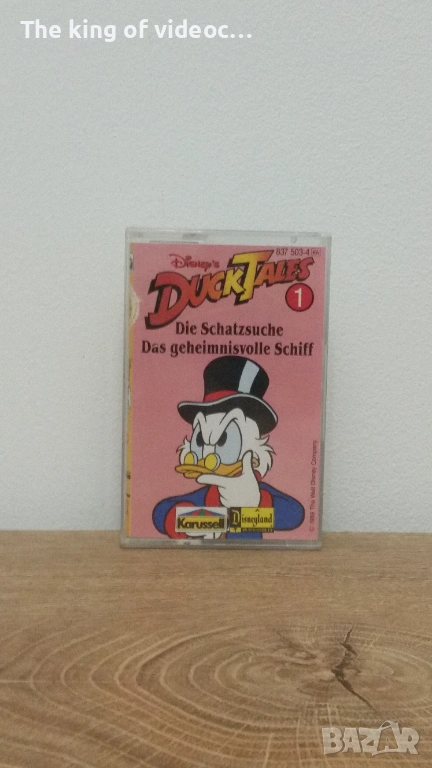 The king of videoc...
837 503-4
Disney's
DUCKTALES
1
Die Schatzsuche
Das geheimnisvolle Schiff
Karussell
Disneyland
© 1989 The Walt Disney Company
BAZAR